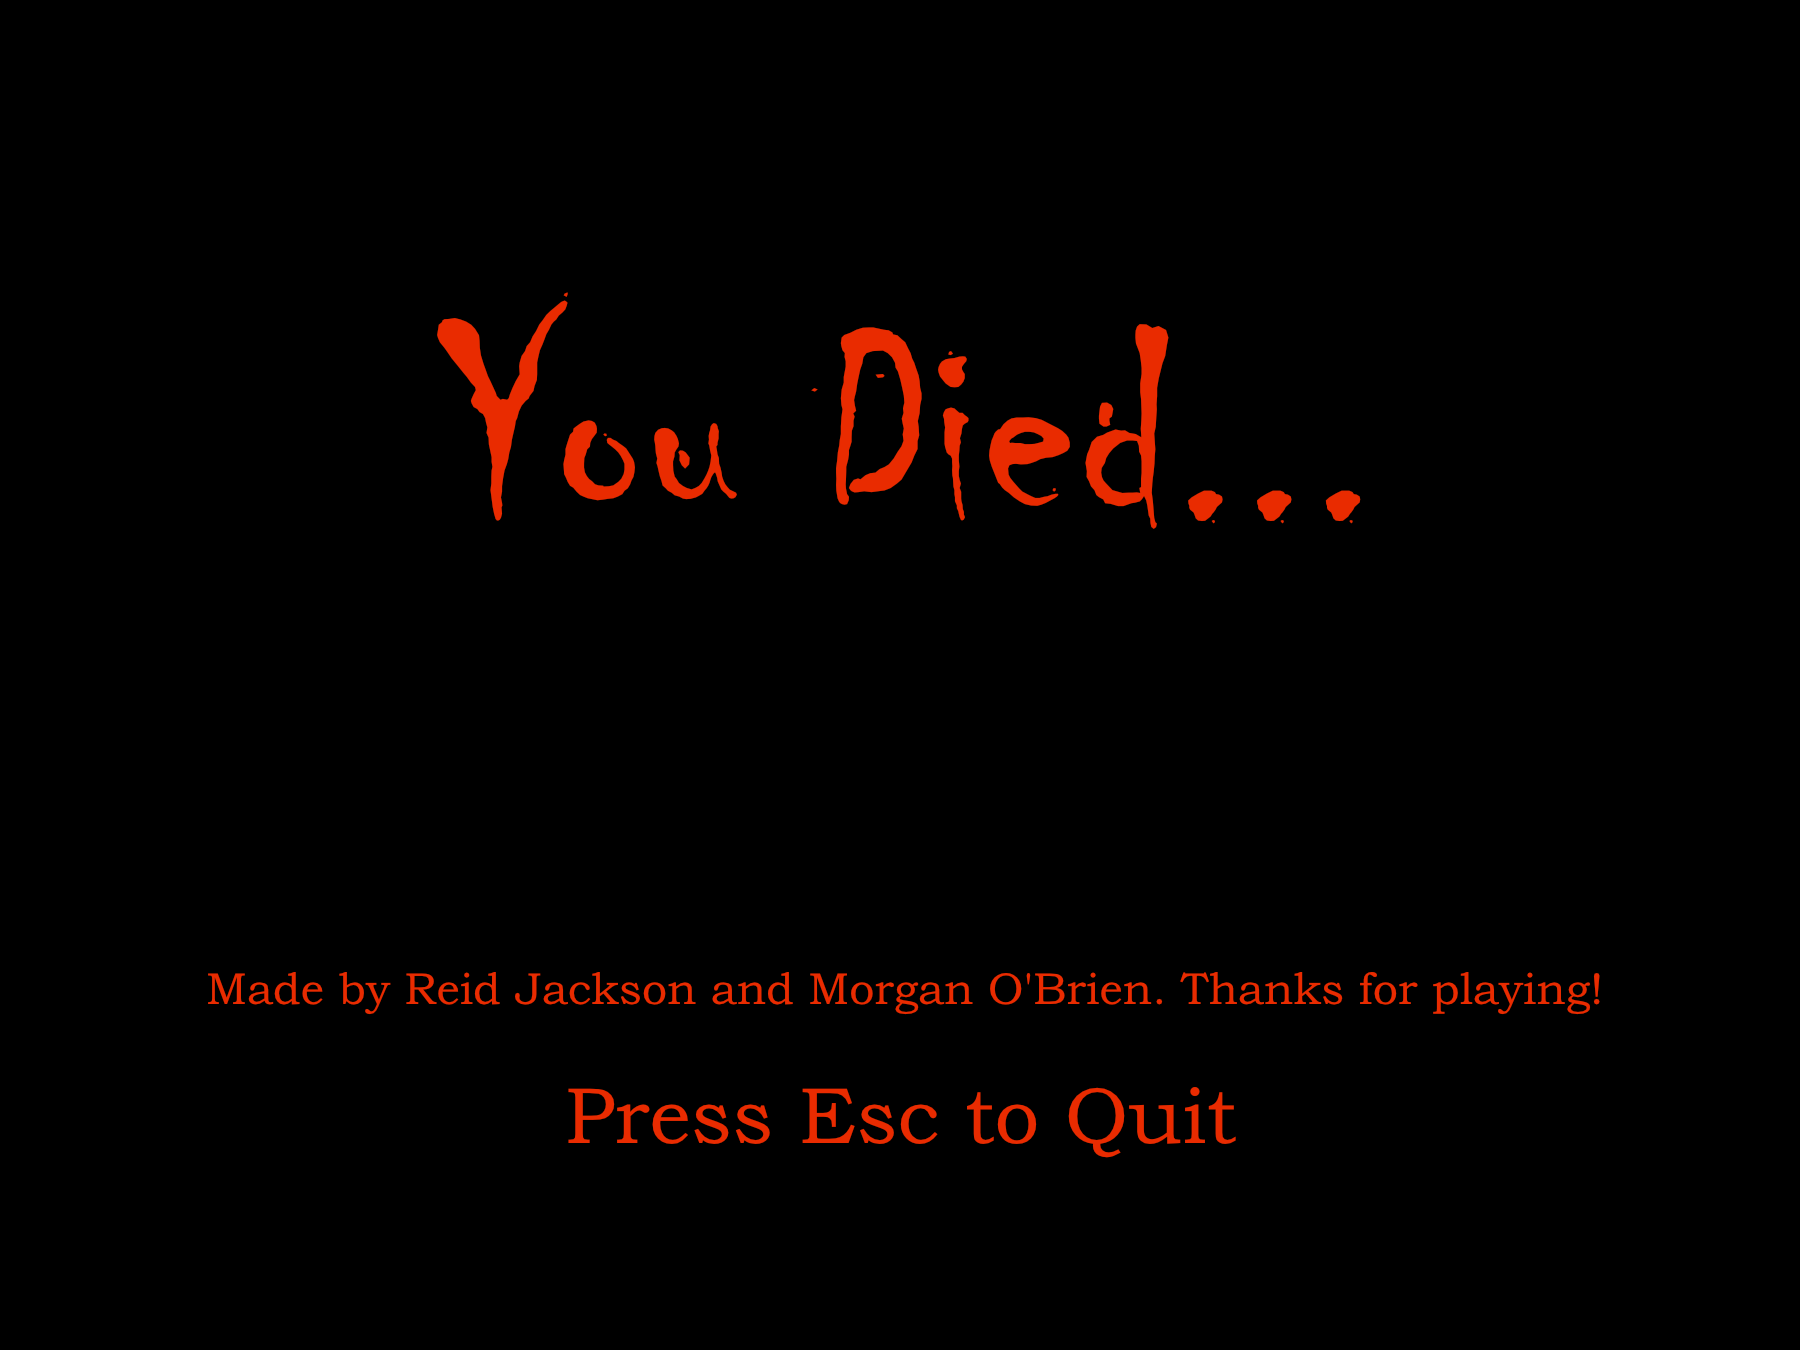 You Died...
Made by Reid Jackson and Morgan O'Brien. Thanks for playing!
Press Esc to Quit